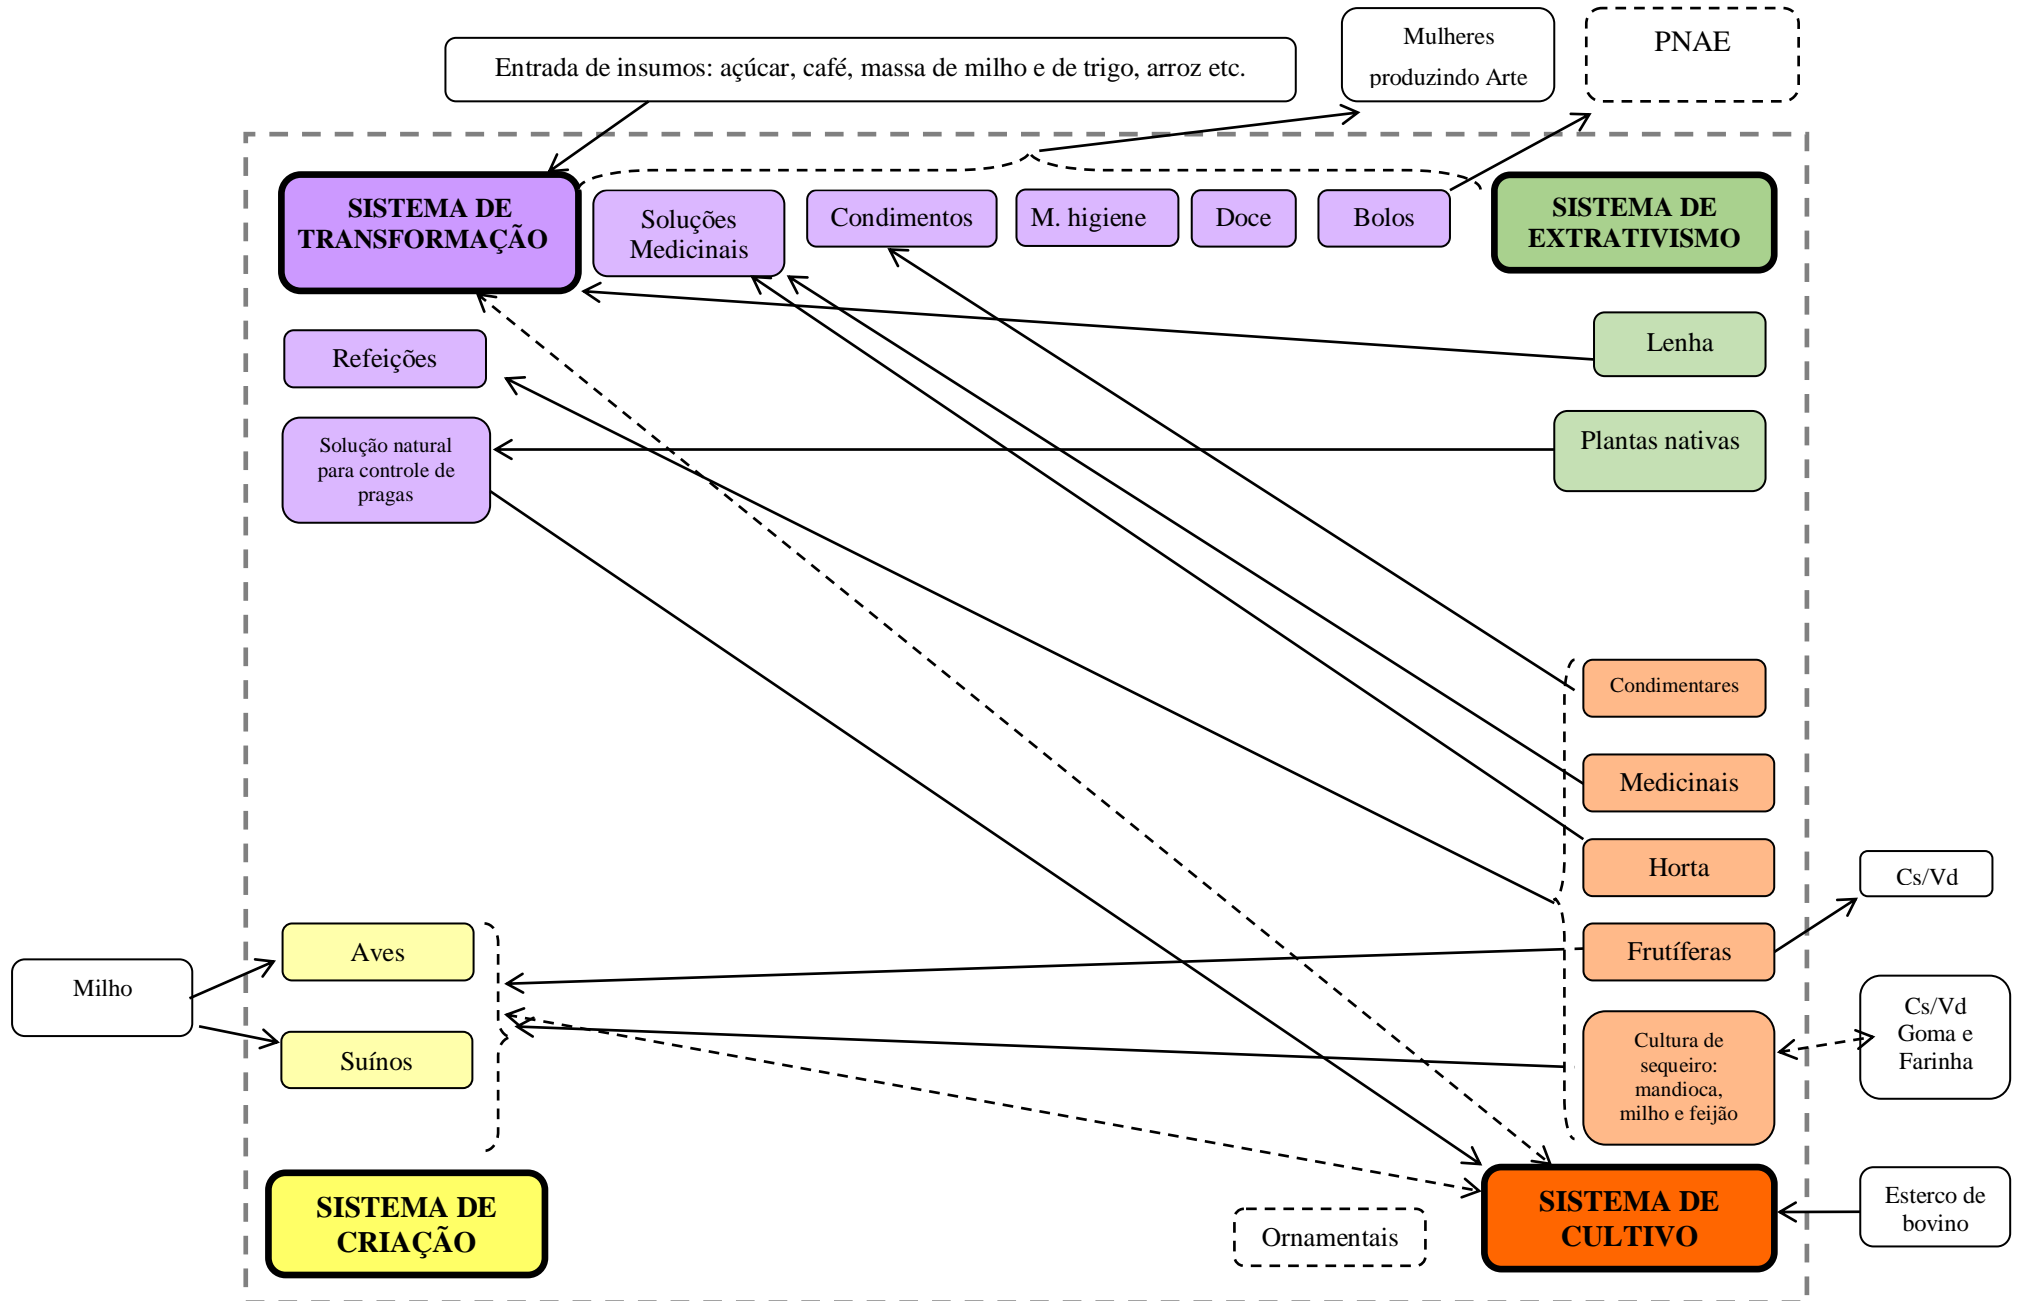 Mulheres
produzindo Arte
PNAE
Entrada de insumos: açúcar, café, massa de milho e de trigo, arroz etc.
SISTEMA DE
TRANSFORMAÇÃO
Soluções
Medicinais
Condimentos
M. higiene
Doce
Bolos
SISTEMA DE
EXTRATIVISMO
Refeições
Lenha
Solução natural
para controle de
pragas
Plantas nativas
Condimentares
Medicinais
Horta
Cs/Vd
Aves
Frutíferas
Milho
Suínos
Cultura de
sequeiro:
mandioca,
milho e feijão
Cs/Vd
Goma e
Farinha
SISTEMA DE
CRIAÇÃO
Ornamentais
SISTEMA DE
CULTIVO
Esterco de
bovino